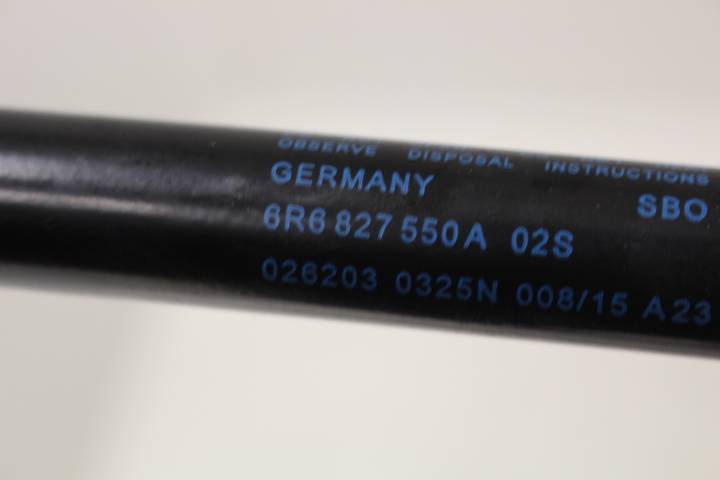 OBSERVE DISPOSAL INSTRUCTIONS
GERMANY
SBO
6R6 827 550A 02S
026203 0325N 008/15 A23